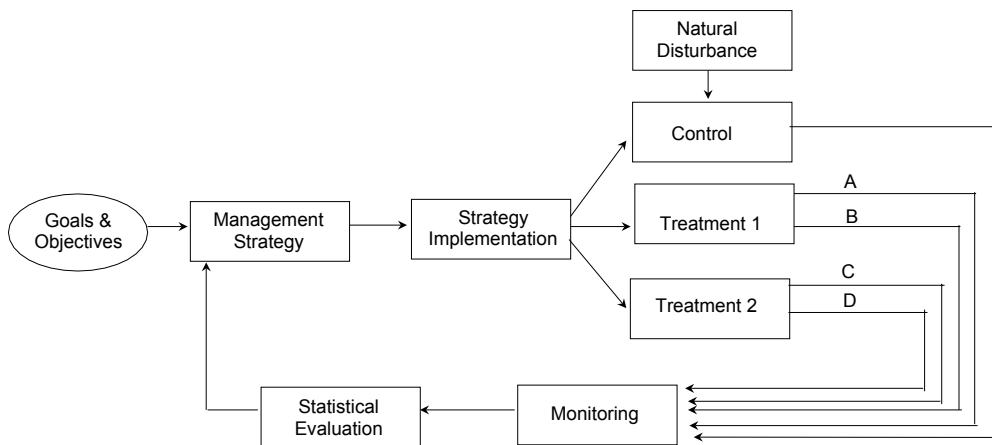 Natural
Disturbance
Control
A
Goals &
Objectives
Management
Strategy
Strategy
Implementation
Treatment 1
B
C
Treatment 2
D
Statistical
Evaluation
Monitoring